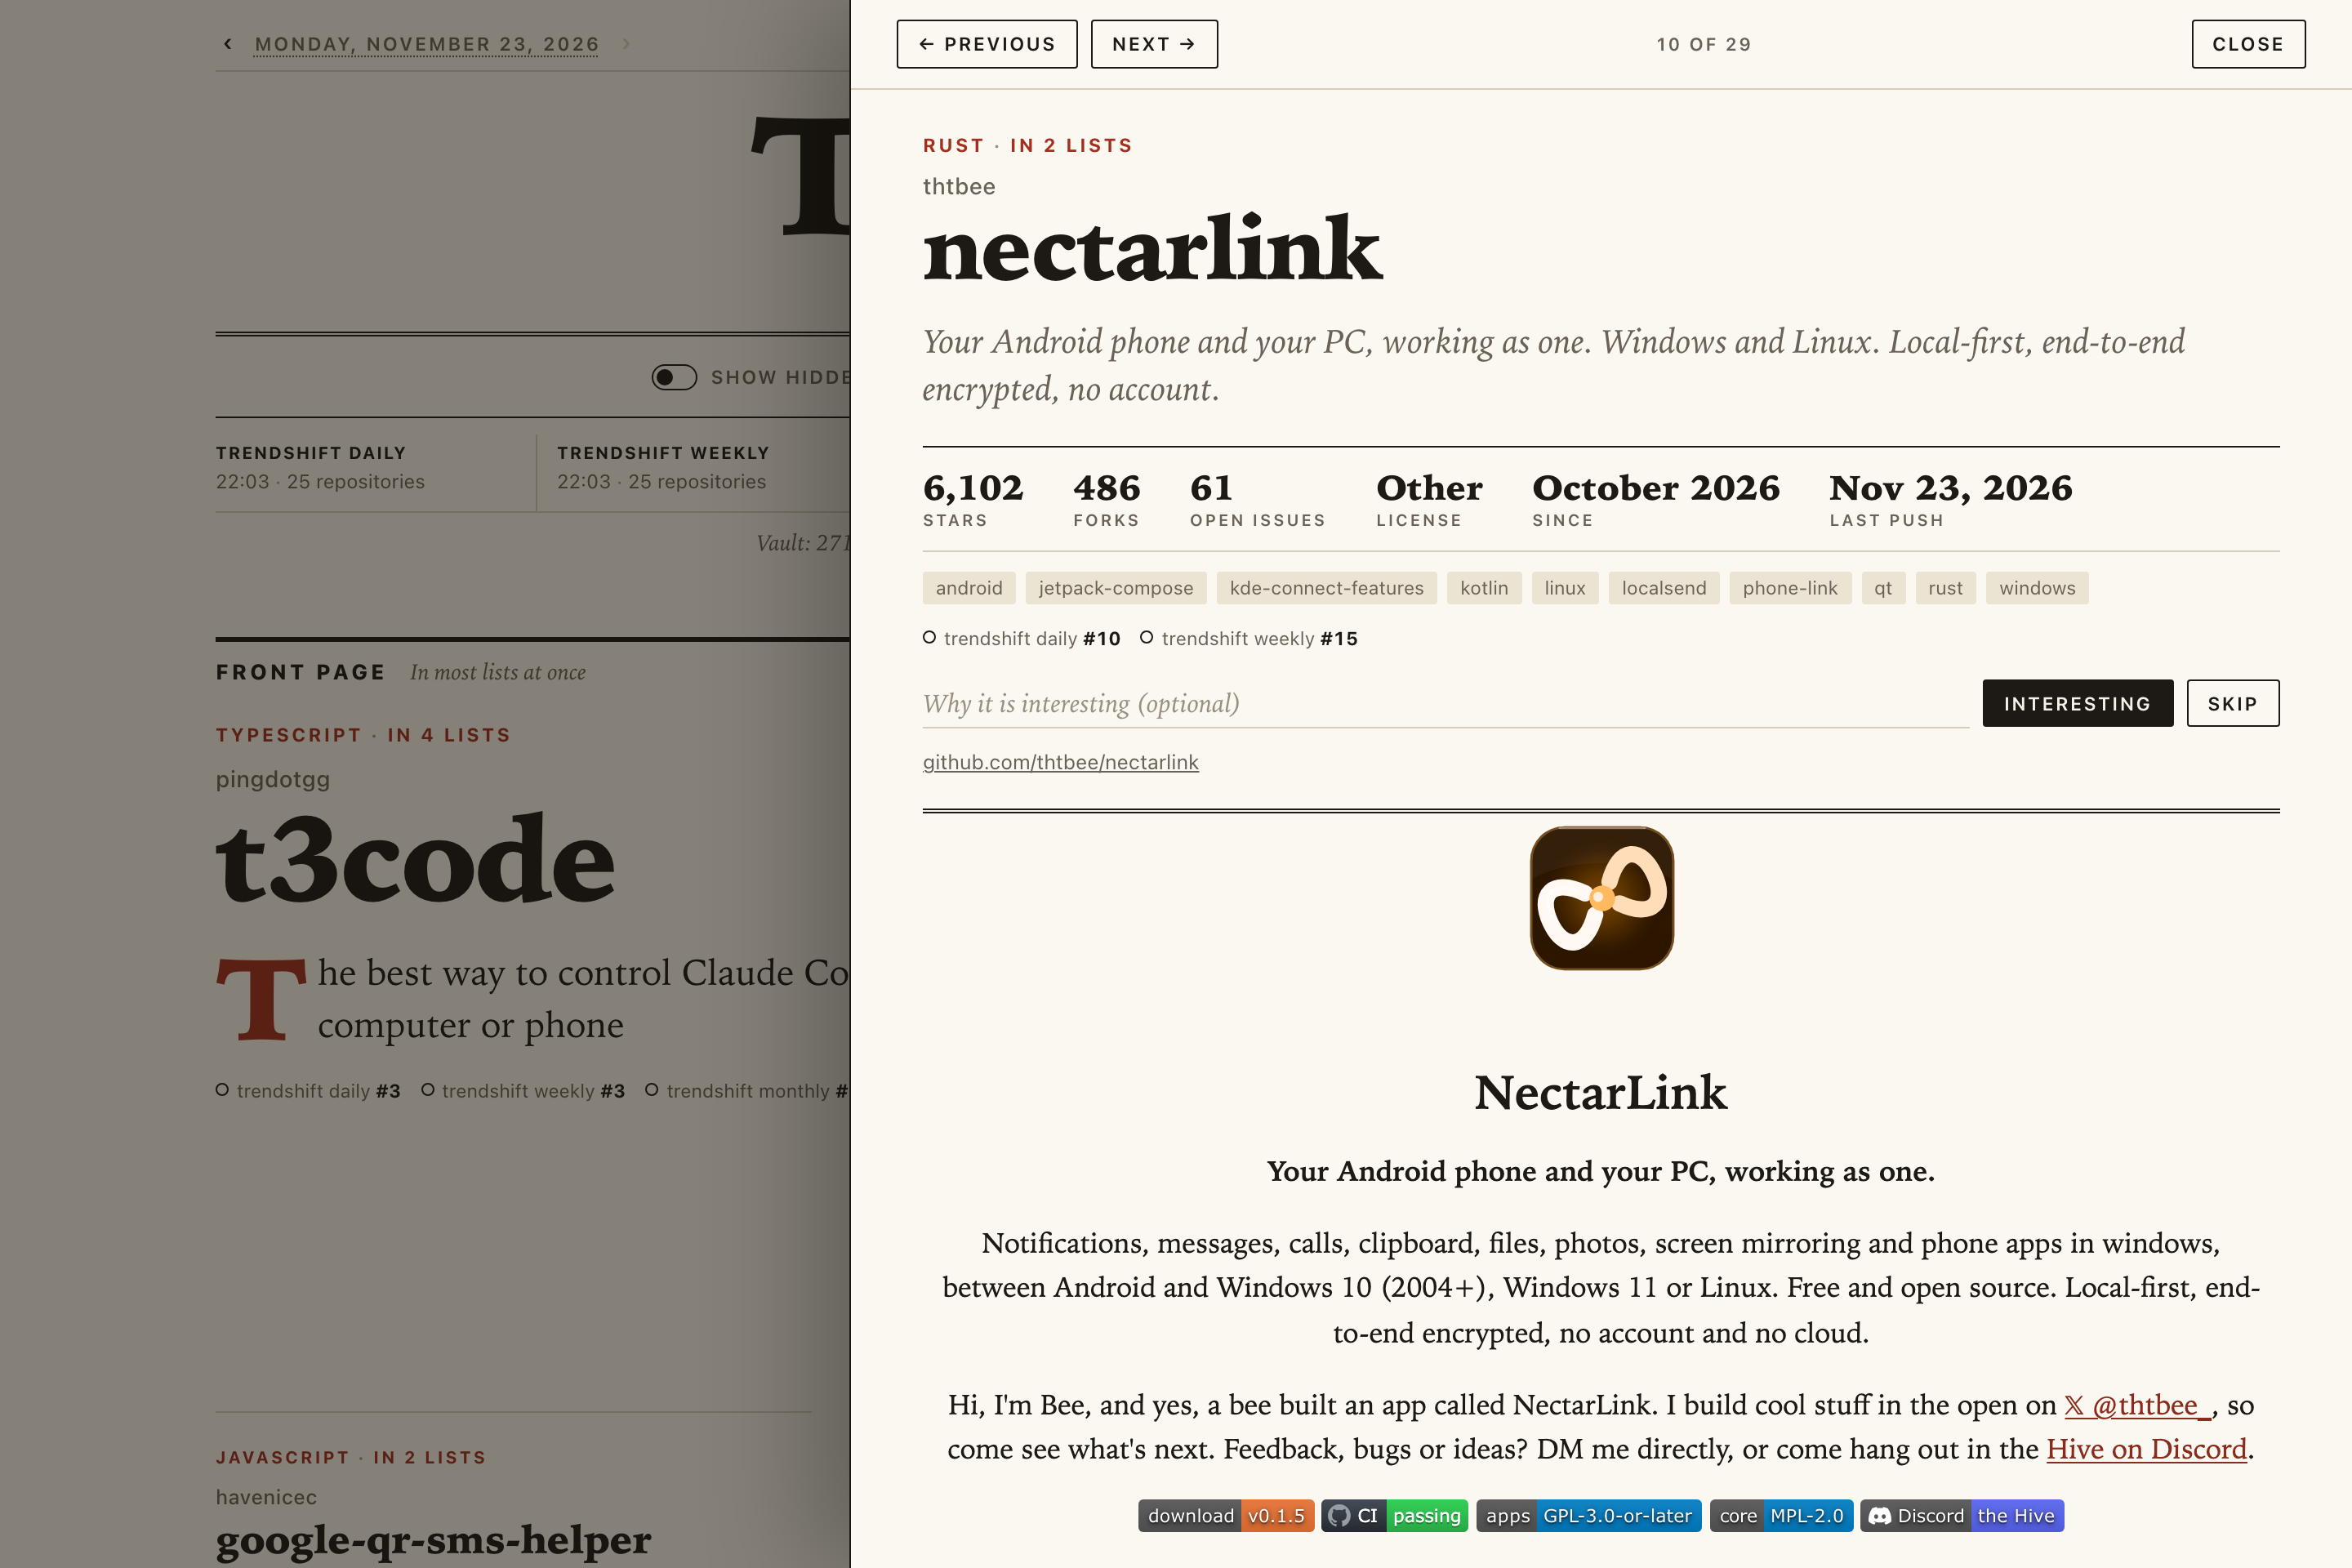 ‹ MONDAY, NOVEMBER 23, 2026 ›
T
SHOW HIDDE
TRENDSHIFT DAILY
22:03 · 25 repositories
TRENDSHIFT WEEKLY
22:03 · 25 repositories
Vault: 271
FRONT PAGE In most lists at once
TYPESCRIPT · IN 4 LISTS
pingdotgg
t3code
The best way to control Claude Co
computer or phone
trendshift daily #3 trendshift weekly #3 trendshift monthly #
JAVASCRIPT · IN 2 LISTS
havenicec
google-qr-sms-helper
← PREVIOUS NEXT → 10 OF 29 CLOSE
RUST · IN 2 LISTS
thtbee
nectarlink
Your Android phone and your PC, working as one. Windows and Linux. Local-first, end-to-end
encrypted, no account.
6,102 486 61 Other October 2026 Nov 23, 2026
STARS FORKS OPEN ISSUES LICENSE SINCE LAST PUSH
android jetpack-compose kde-connect-features kotlin linux localsend phone-link qt rust windows
trendshift daily #10 trendshift weekly #15
Why it is interesting (optional) INTERESTING SKIP
github.com/thtbee/nectarlink
NectarLink
Your Android phone and your PC, working as one.
Notifications, messages, calls, clipboard, files, photos, screen mirroring and phone apps in windows,
between Android and Windows 10 (2004+), Windows 11 or Linux. Free and open source. Local-first, end-
to-end encrypted, no account and no cloud.
Hi, I'm Bee, and yes, a bee built an app called NectarLink. I build cool stuff in the open on 𝕏 @thtbee_, so
come see what's next. Feedback, bugs or ideas? DM me directly, or come hang out in the Hive on Discord.
download v0.1.5 CI passing apps GPL-3.0-or-later core MPL-2.0 Discord the Hive